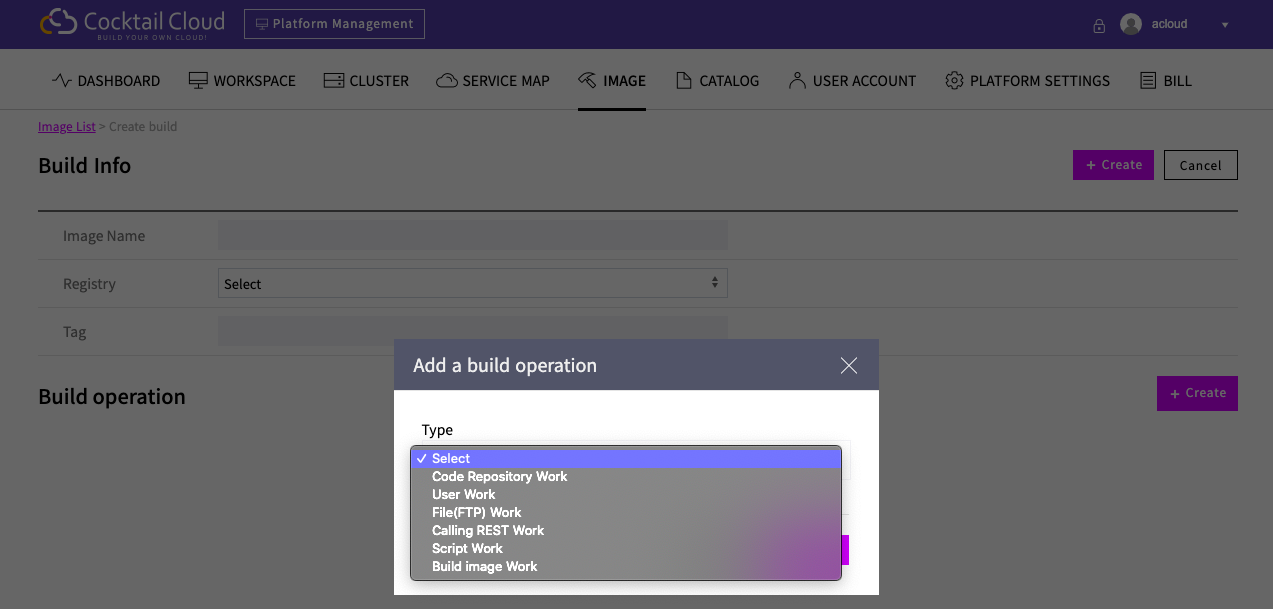 Cocktail Cloud
BUILD YOUR OWN CLOUD!
Platform Management
acloud
DASHBOARD WORKSPACE CLUSTER SERVICE MAP IMAGE CATALOG USER ACCOUNT PLATFORM SETTINGS BILL
Image List > Create build
Build Info
+ Create Cancel
Image Name
Registry Select
Tag
Add a build operation
Build operation
+ Create
Type
✓ Select
Code Repository Work
User Work
File(FTP) Work
Calling REST Work
Script Work
Build image Work